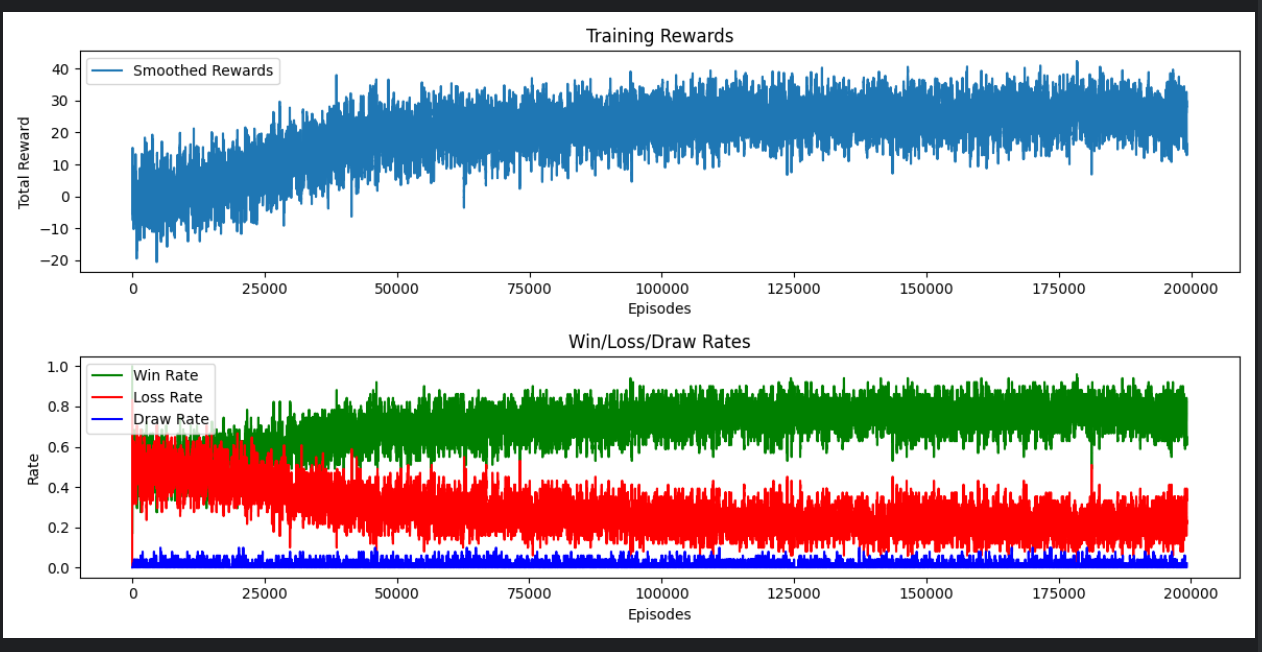 Training Rewards
Smoothed Rewards
40
30
20
10
0
−10
−20
Total Reward
0 25000 50000 75000 100000 125000 150000 175000 200000
Episodes
Win/Loss/Draw Rates
Win Rate
Loss Rate
Draw Rate
1.0
0.8
0.6
0.4
0.2
0.0
Rate
0 25000 50000 75000 100000 125000 150000 175000 200000
Episodes